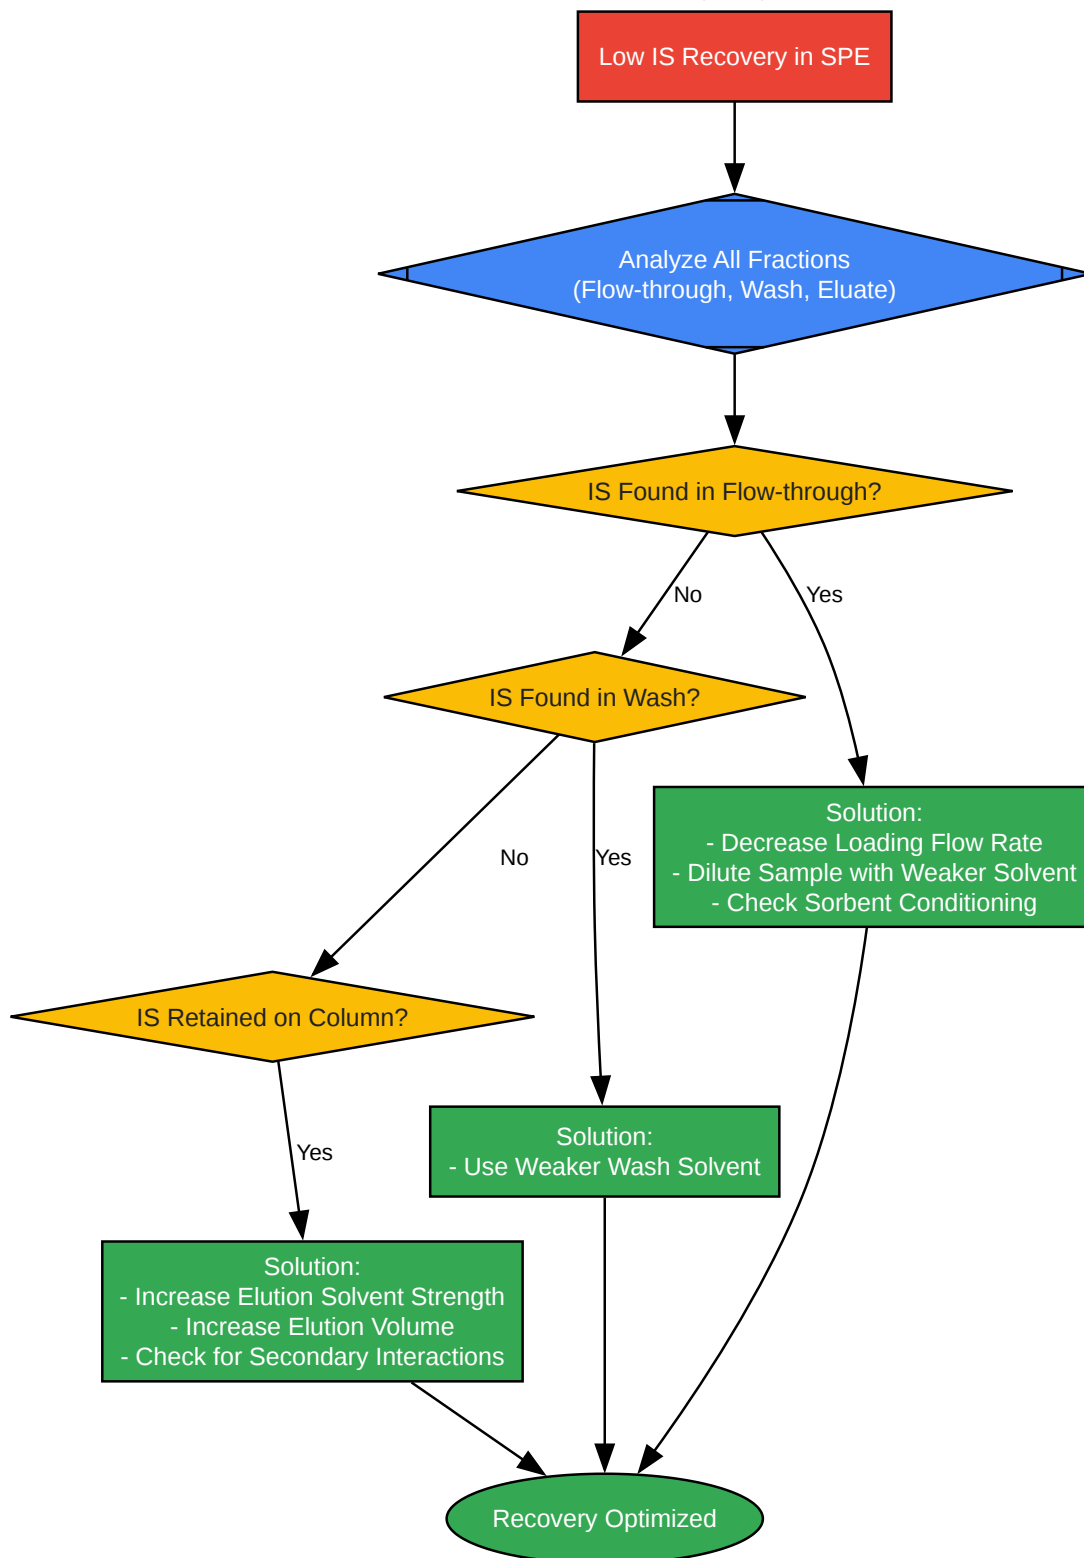 Low IS Recovery in SPE
Analyze All Fractions
(Flow-through, Wash, Eluate)
IS Found in Flow-through?
No
Yes
IS Found in Wash?
Solution:
- Decrease Loading Flow Rate
- Dilute Sample with Weaker Solvent
- Check Sorbent Conditioning
No
Yes
IS Retained on Column?
Yes
Solution:
- Use Weaker Wash Solvent
Solution:
- Increase Elution Solvent Strength
- Increase Elution Volume
- Check for Secondary Interactions
Recovery Optimized